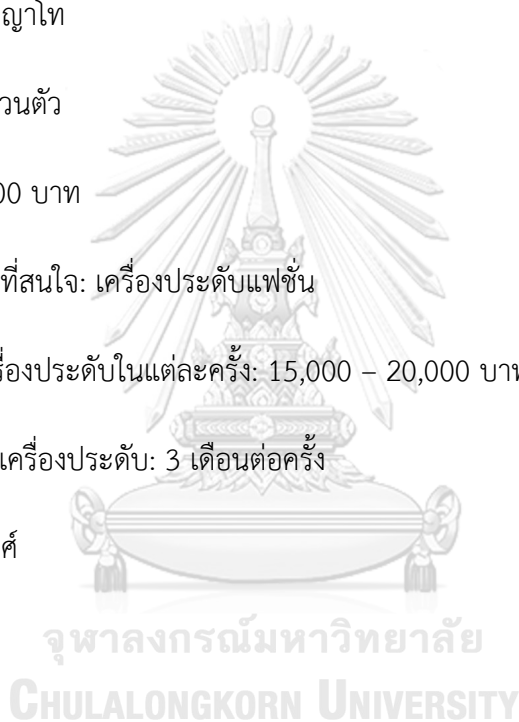 ญาโท
วนตัว
00 บาท
ที่สนใจ: เครื่องประดับแฟชั่น
องประดับในแต่ละครั้ง: 15,000 – 20,000 บาท
เครื่องประดับ: 3 เดือนต่อครั้ง
ศ์
จุฬาลงกรณ์มหาวิทยาลัย
CHULALONGKORN UNIVERSITY